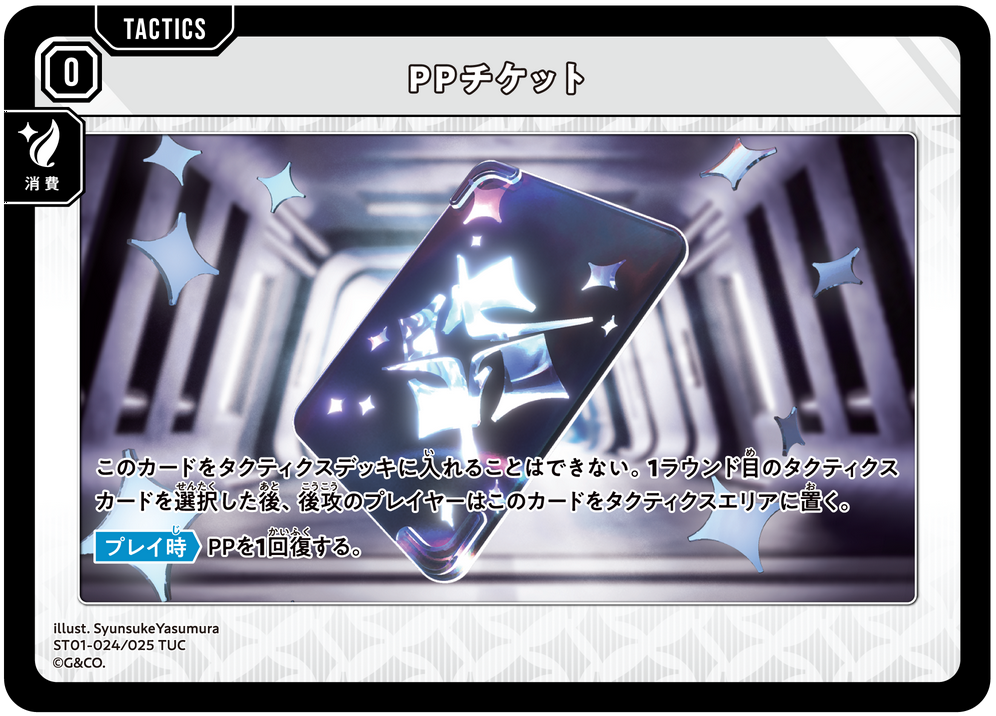 TACTICS
0
PPチケット
消費
このカードをタクティクスデッキに入れることはできない。1ラウンド目のタクティクス
カードを選択した後、後攻のプレイヤーはこのカードをタクティクスエリアに置く。
プレイ時 PPを1回復する。
illust. SyunsukeYasumura
ST01-024/025 TUC
©G&CO.